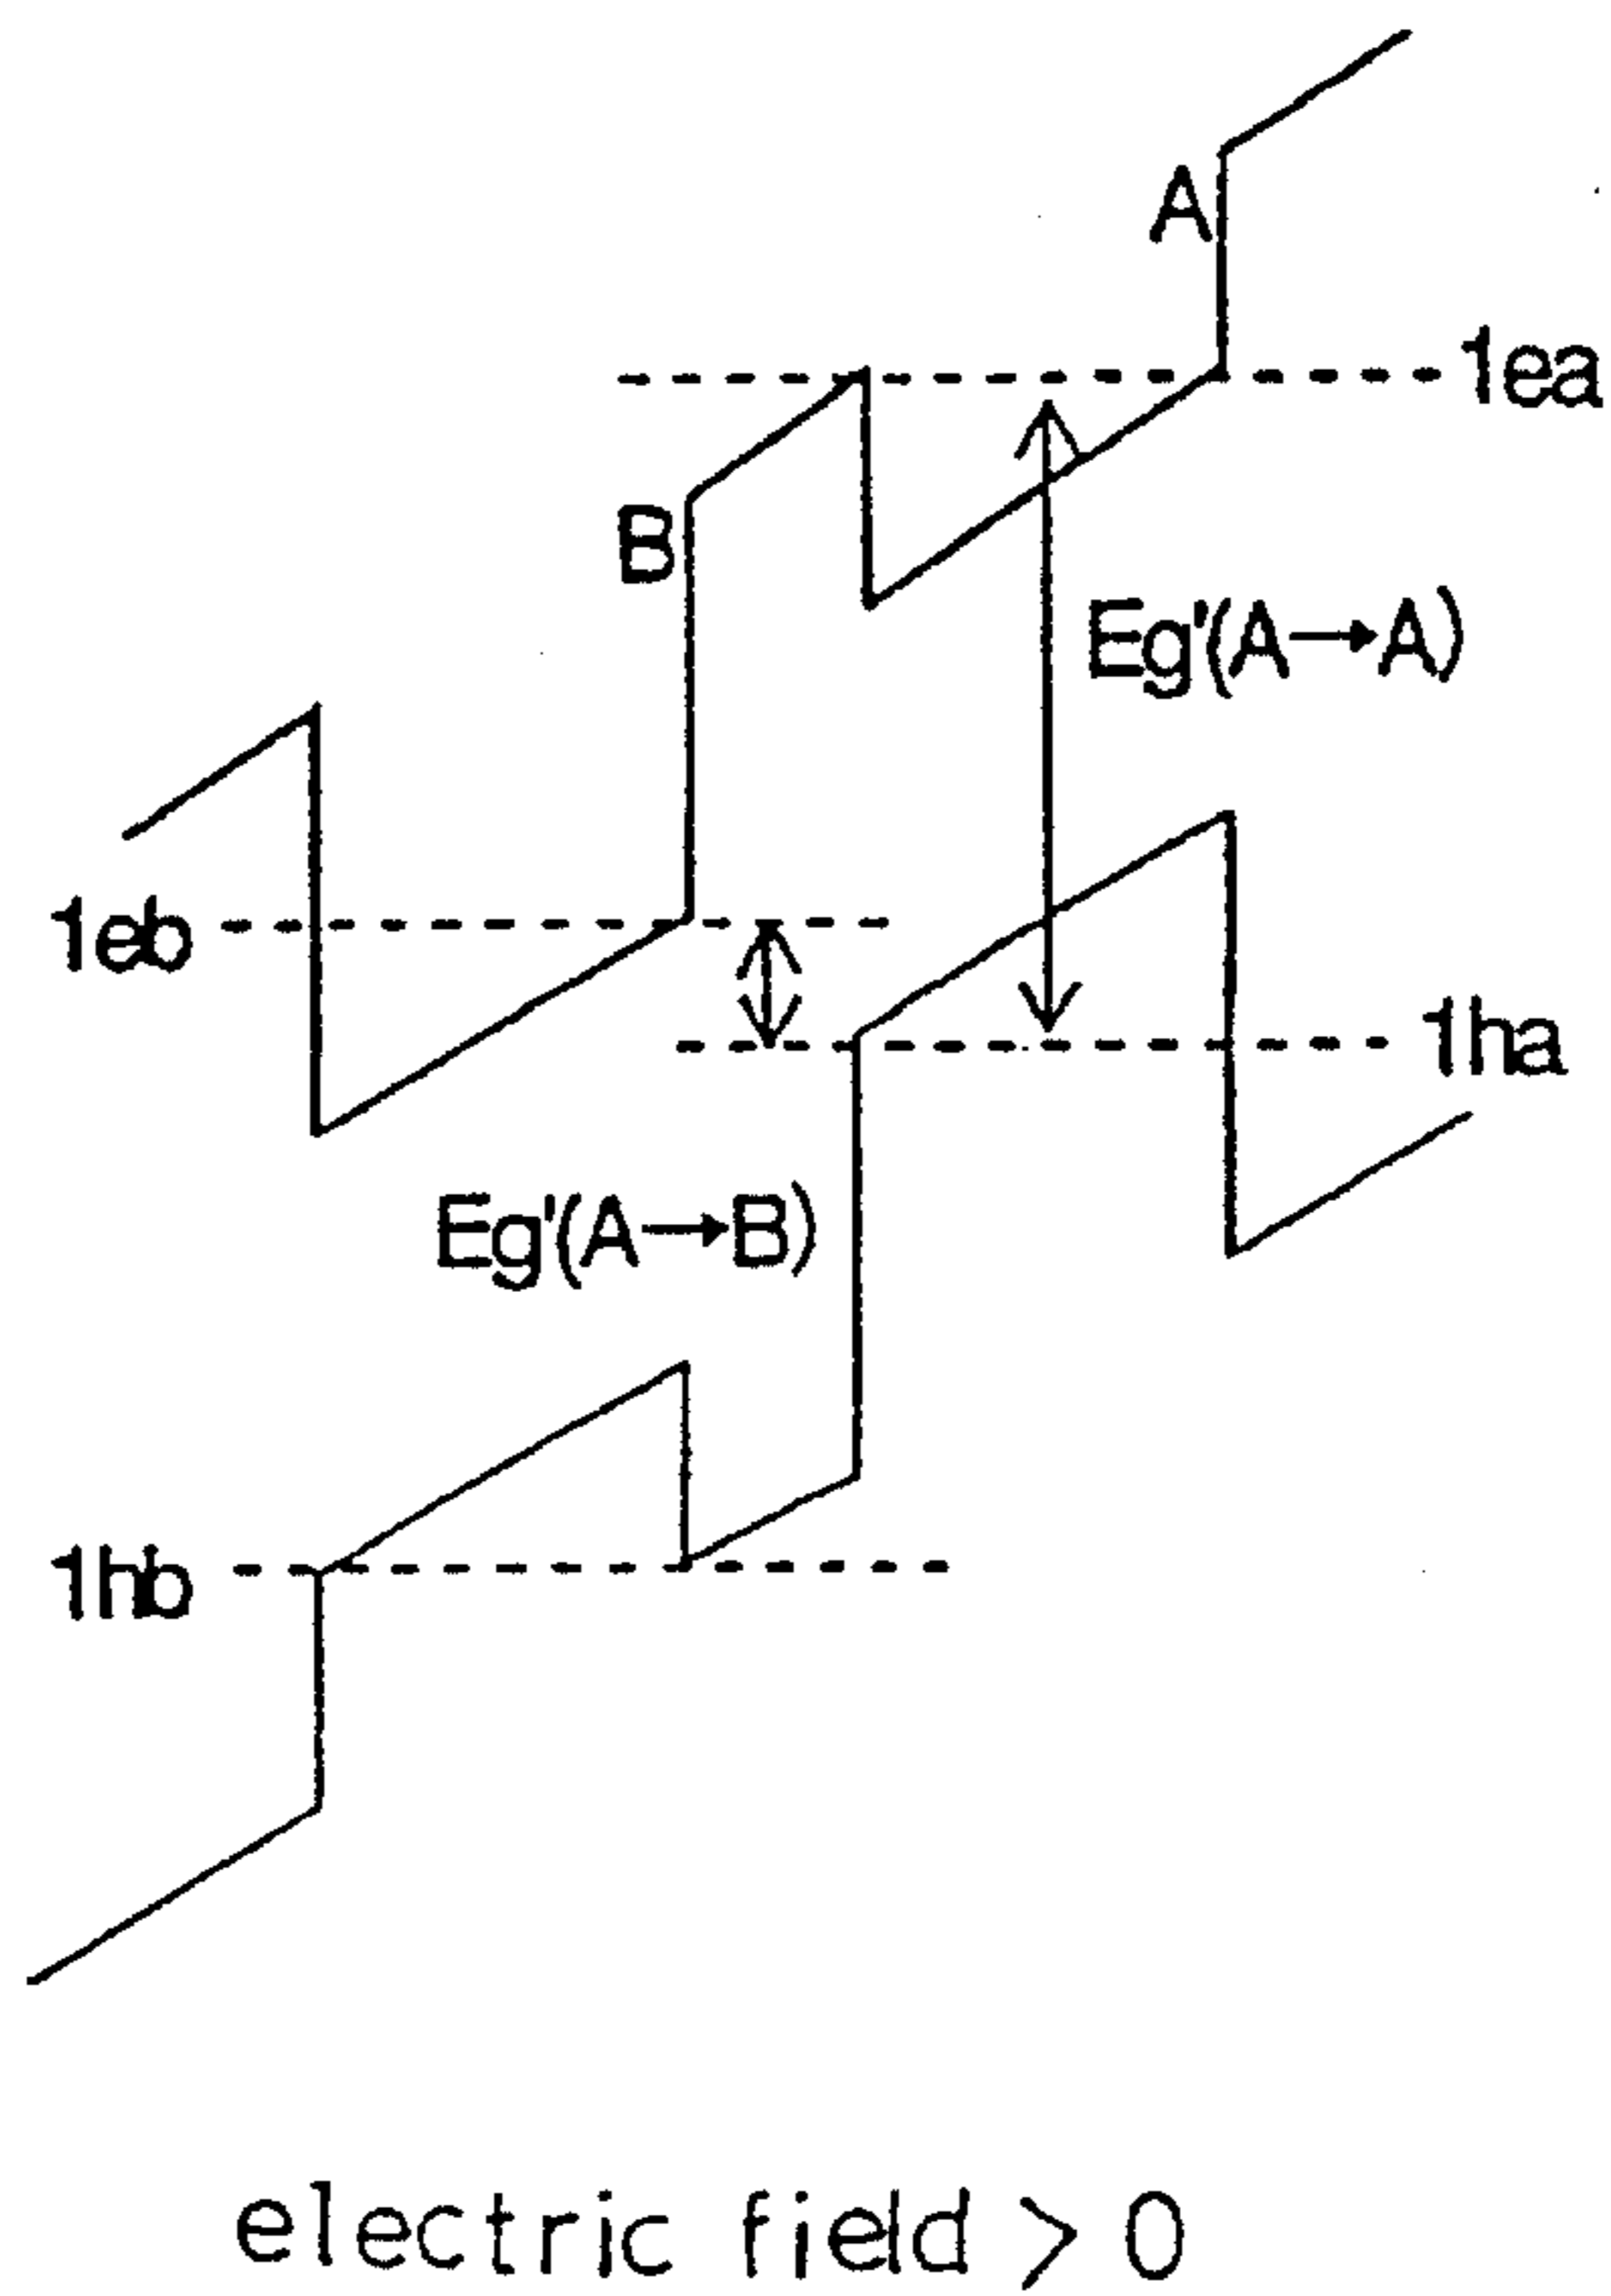 A
1ea
B
Eg'(A→A)
1eb
1ha
Eg'(A→B)
1hb
electric field > 0